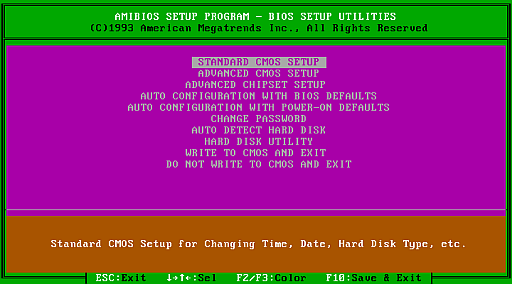 AMIBIOS SETUP PROGRAM - BIOS SETUP UTILITIES
(C)1993 American Megatrends Inc., All Rights Reserved
STANDARD CMOS SETUP
ADVANCED CMOS SETUP
ADVANCED CHIPSET SETUP
AUTO CONFIGURATION WITH BIOS DEFAULTS
AUTO CONFIGURATION WITH POWER-ON DEFAULTS
CHANGE PASSWORD
AUTO DETECT HARD DISK
HARD DISK UTILITY
WRITE TO CMOS AND EXIT
DO NOT WRITE TO CMOS AND EXIT
Standard CMOS Setup for Changing Time, Date, Hard Disk Type, etc.
ESC:Exit ↓→↑←:Sel F2/F3:Color F10:Save & Exit